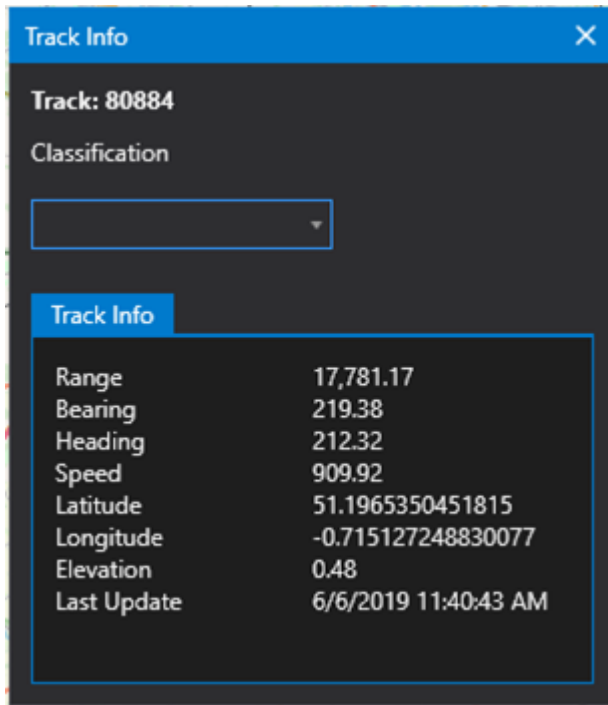 Track Info
Track: 80884
Classification
Track Info
Range 17,781.17
Bearing 219.38
Heading 212.32
Speed 909.92
Latitude 51.1965350451815
Longitude -0.715127248830077
Elevation 0.48
Last Update 6/6/2019 11:40:43 AM